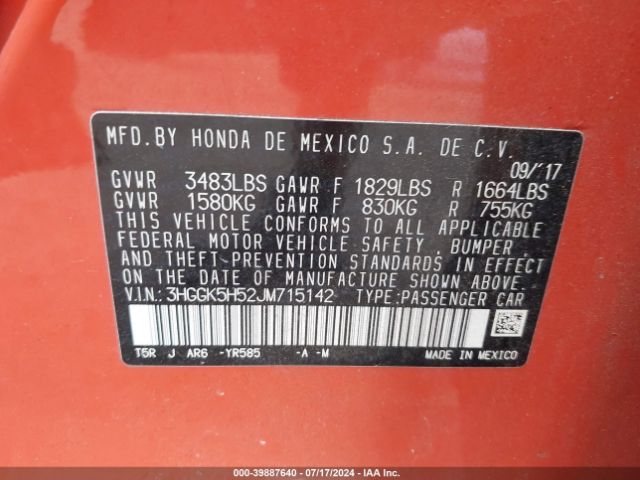 MFD. BY HONDA DE MEXICO S.A. DE C.V.
09/'17
GVWR 3483LBS GAWR F 1829LBS R 1664LBS
GVWR 1580KG GAWR F 830KG R 755KG
THIS VEHICLE CONFORMS TO ALL APPLICABLE
FEDERAL MOTOR VEHICLE SAFETY, BUMPER
AND THEFT-PREVENTION STANDARDS IN EFFECT
ON THE DATE OF MANUFACTURE SHOWN ABOVE.
V.I.N.: 3HGGK5H52JM715142 TYPE:PASSENGER CAR
T5R J AR6 -YR585 -A -M MADE IN MEXICO
000-39887640 / 07/17/2024 / IAA Inc.